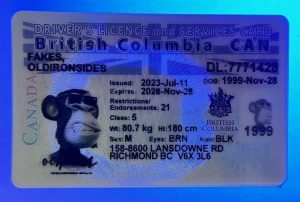 DRIVER'S LICENCE and SERVICES CARD
British Columbia CAN
CANADA
FAKES,
OLDIRONSIDES
DL:7774428
Issued: 2023-Jul-11
DOB: 1999-Nov-28
Expires: 2028-Nov-28
Restrictions/
Endorsements: 21
Class: 5
Wt: 80.7 kg Ht: 180 cm
Sex: M Eyes: BRN Hair: BLK
BRITISH
COLUMBIA
1999
158-8600 LANSDOWNE RD
RICHMOND BC V6X 3L6